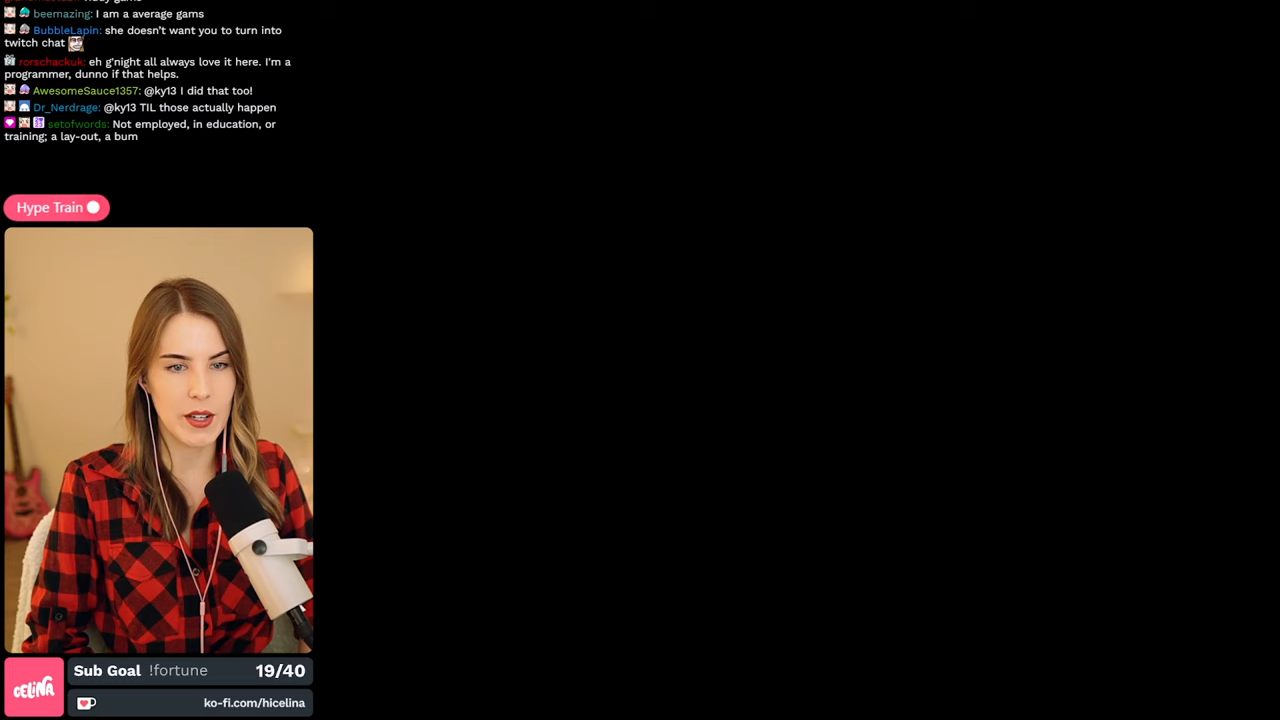 beemazing: I am a average gams
BubbleLapin: she doesn't want you to turn into
twitch chat
rorschackuk: eh g'night all always love it here. I'm a
programmer, dunno if that helps.
AwesomeSauce1357: @ky13 I did that too!
Dr_Nerdrage: @ky13 TIL those actually happen
setofwords: Not employed, in education, or
training; a lay-out, a bum
Hype Train
CELINA
Sub Goal !fortune 19/40
ko-fi.com/hicelina